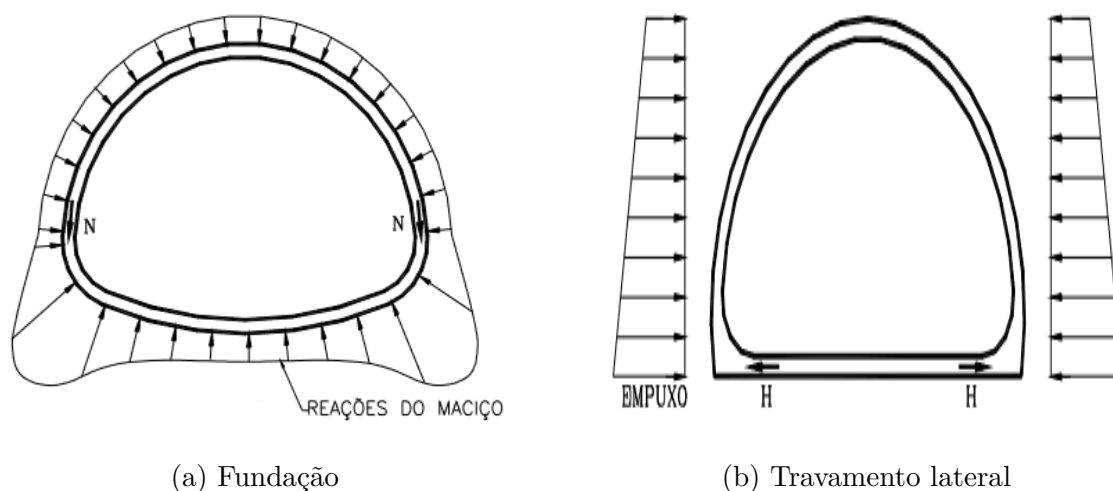 N
N
REAÇÕES DO MACIÇO
(a) Fundação
EMPUXO
H
H
(b) Travamento lateral